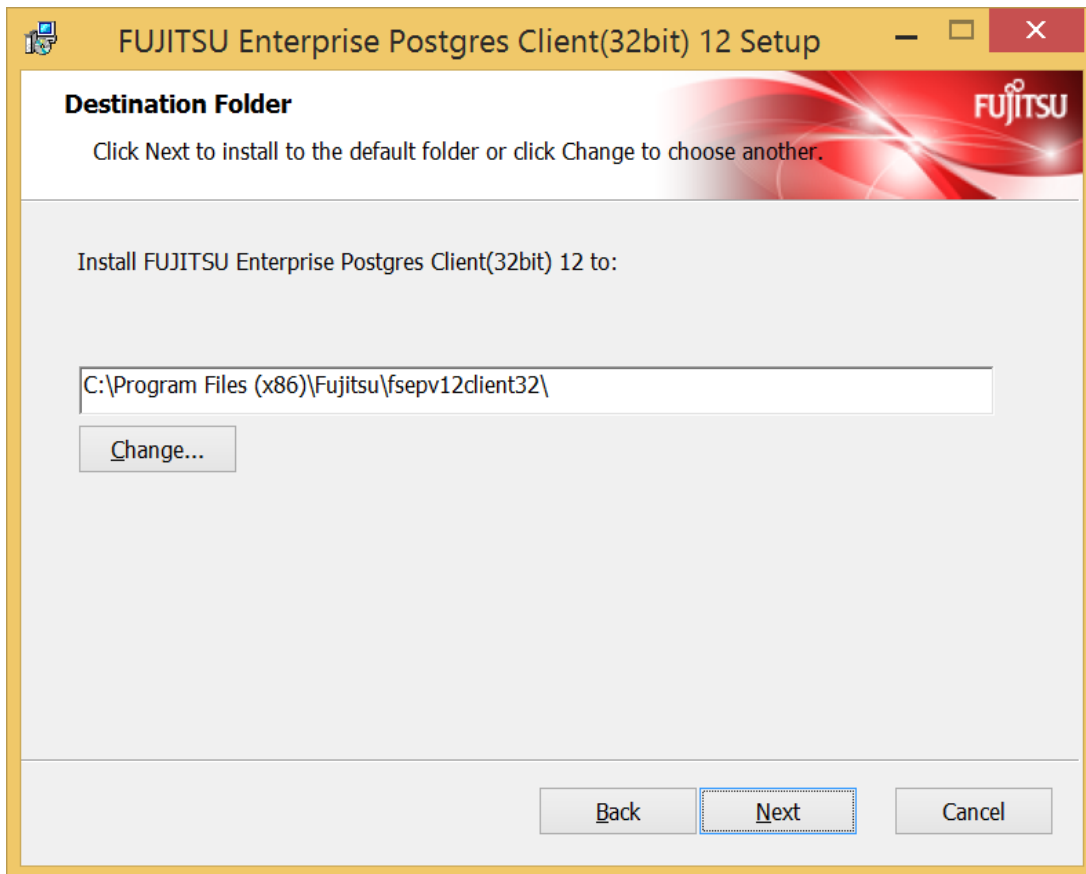 FUJITSU Enterprise Postgres Client(32bit) 12 Setup
Destination Folder
FUJITSU
Click Next to install to the default folder or click Change to choose another.
Install FUJITSU Enterprise Postgres Client(32bit) 12 to:
C:\Program Files (x86)\Fujitsu\fsepv12client32\
Change...
Back
Next
Cancel